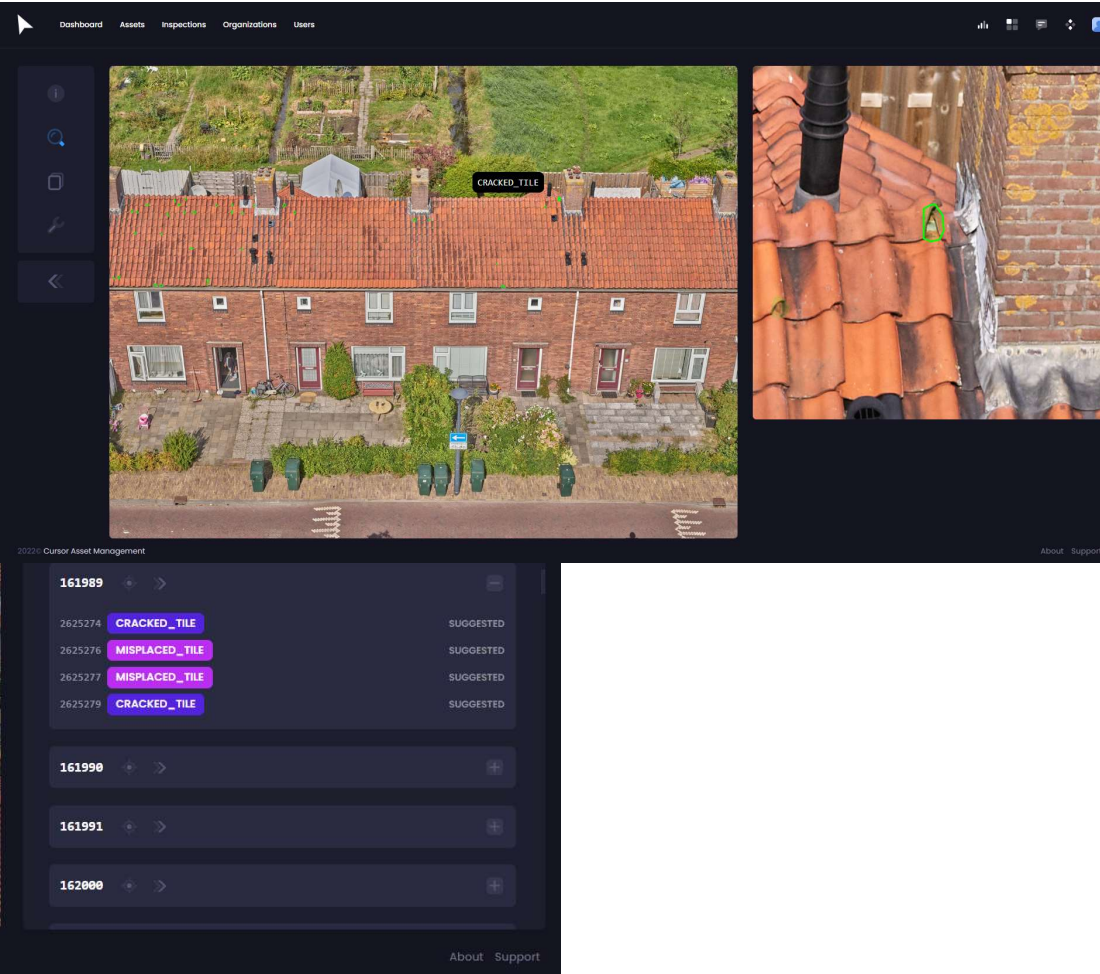 Dashboard Assets Inspections Organizations Users
CRACKED_TILE
2022© Cursor Asset Management
About Support
161989
2625274 CRACKED_TILE SUGGESTED
2625276 MISPLACED_TILE SUGGESTED
2625277 MISPLACED_TILE SUGGESTED
2625279 CRACKED_TILE SUGGESTED
161990
161991
162000
About Support